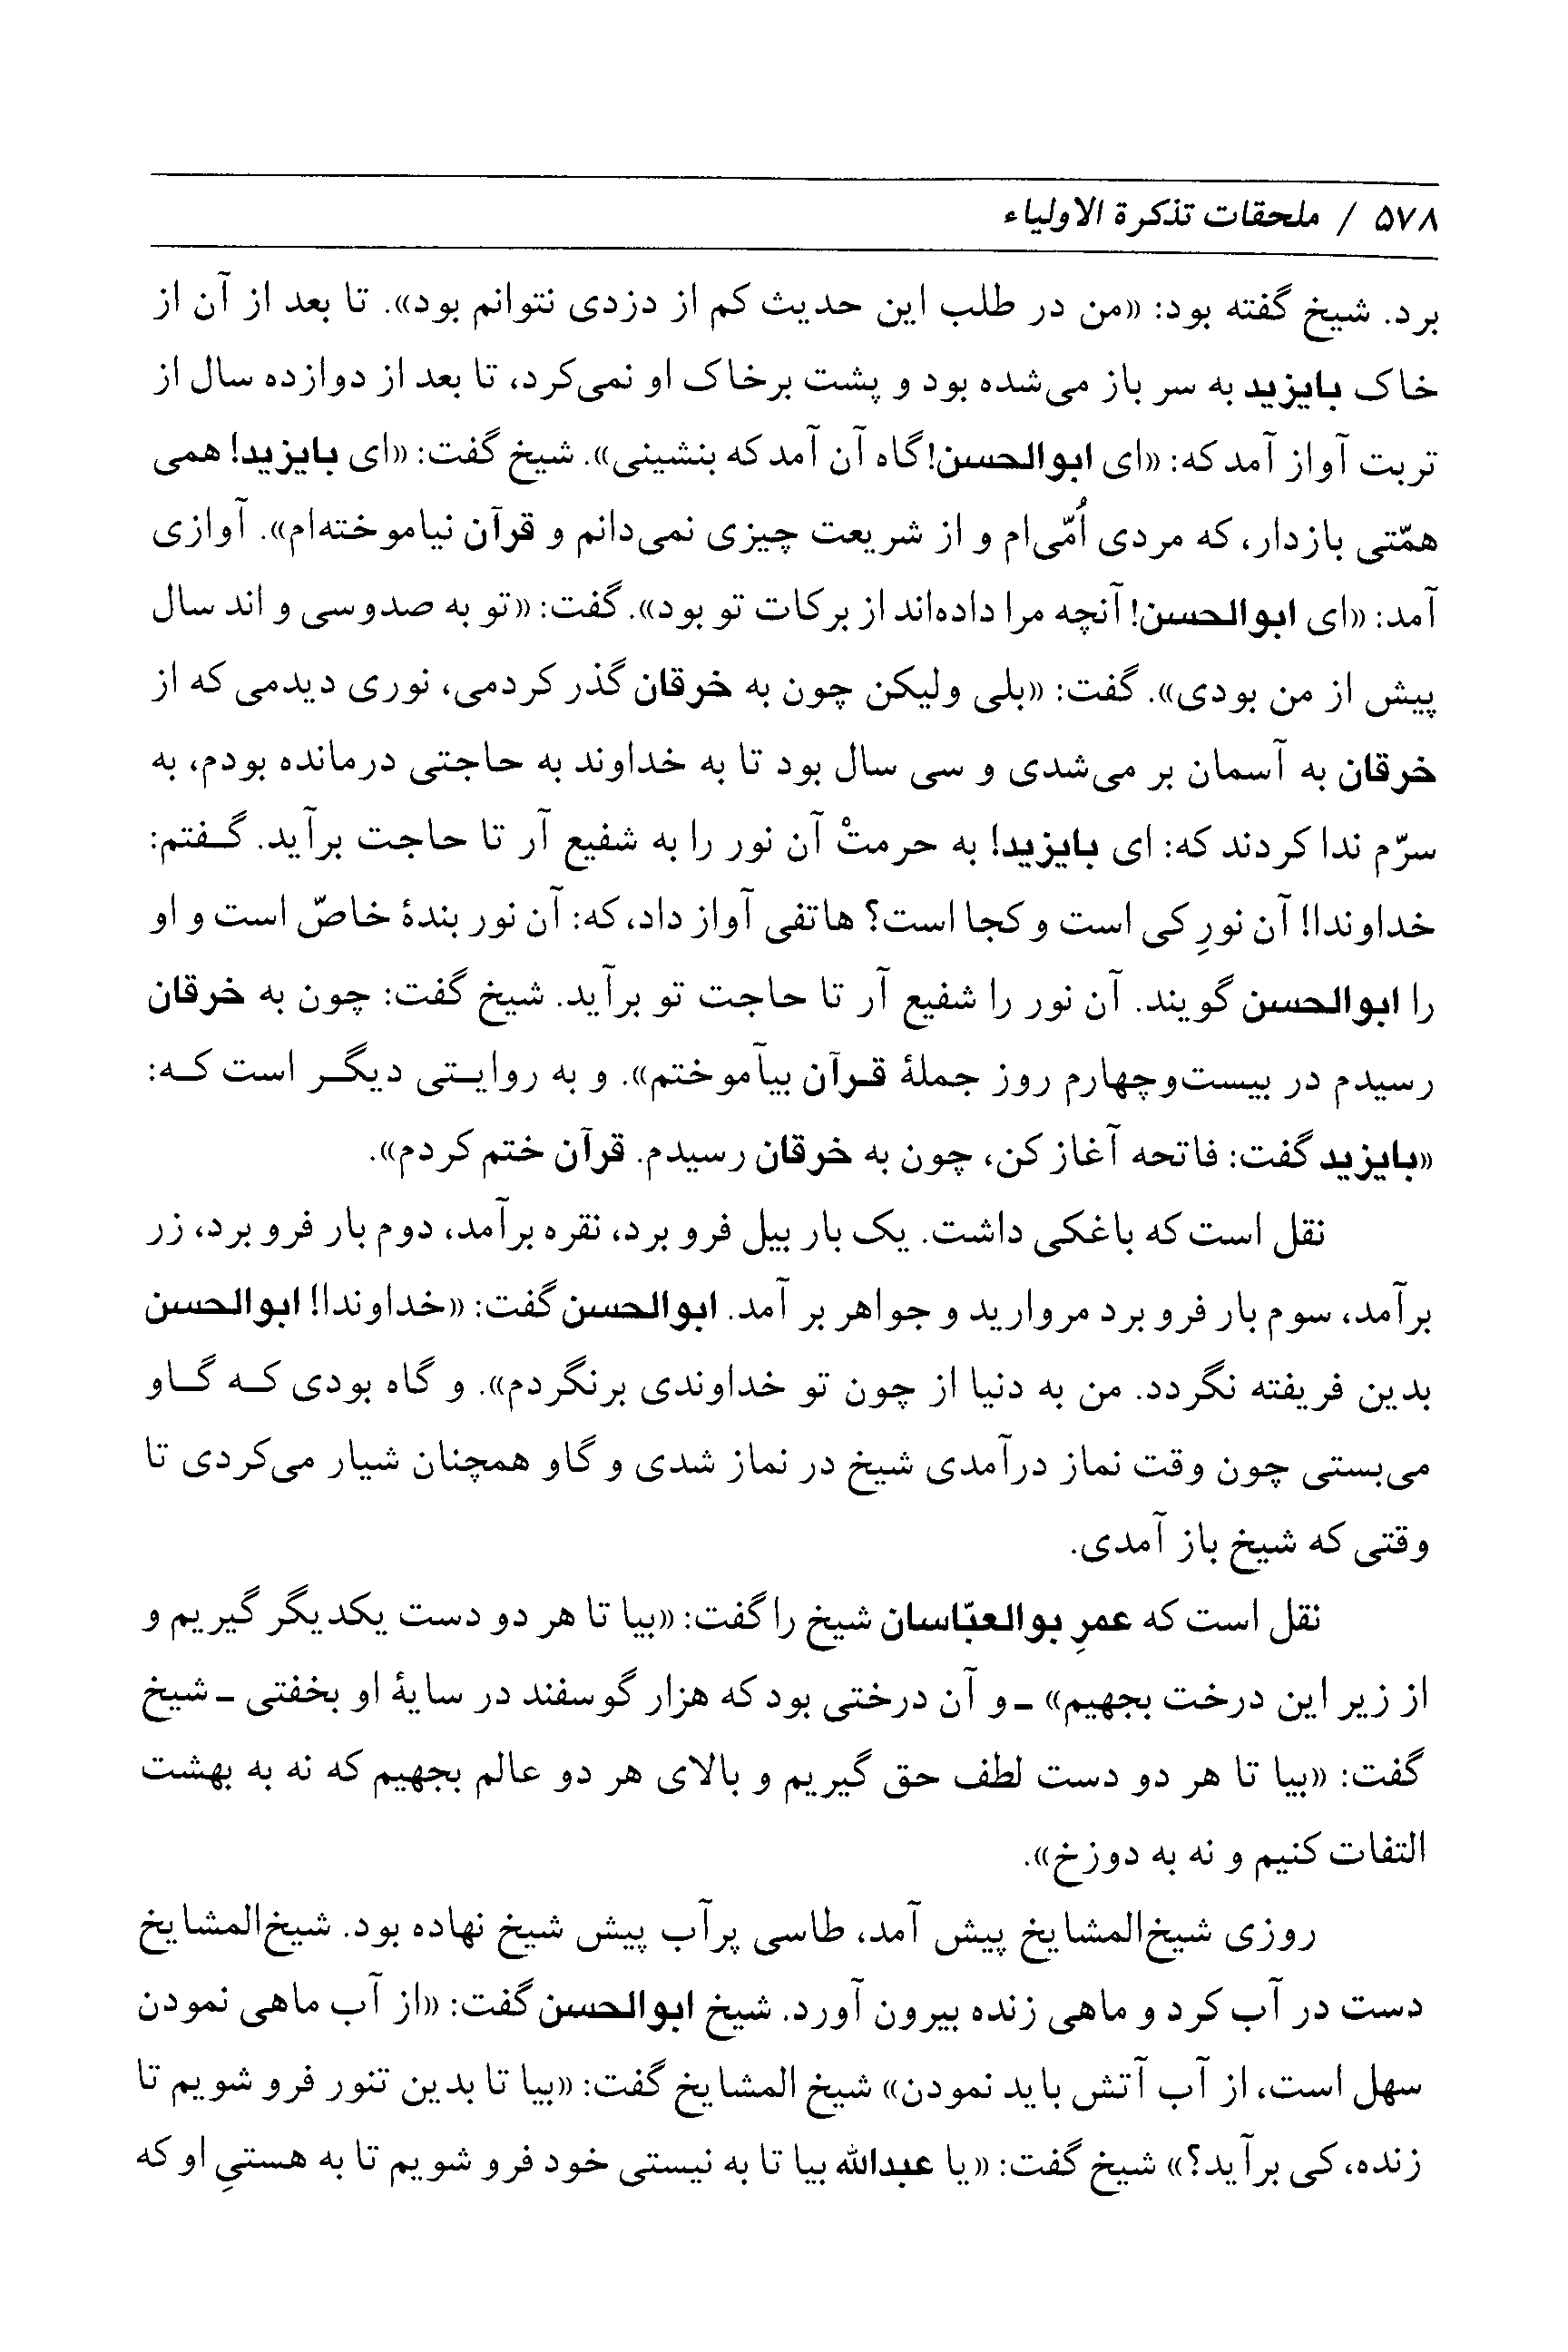 ۵۷۸ / ملحقات تذکرة الاولیاء
برد. شیخ گفته بود: «من در طلب این حدیث کم از دزدی نتوانم بود». تا بعد از آن از
خاک بایزید به سر باز می‌شده بود و پشت برخاک او نمی‌کرد، تا بعد از دوازده سال از
تربت آواز آمد که: «ای ابوالحسن! گاه آن آمد که بنشینی». شیخ گفت: «ای بایزید! همی
همّتی بازدار، که مردی اُمّی‌ام و از شریعت چیزی نمی‌دانم و قرآن نیاموخته‌ام». آوازی
آمد: «ای ابوالحسن! آنچه مرا داده‌اند از برکات تو بود». گفت: «تو به صدوسی و اند سال
پیش از من بودی». گفت: «بلی ولیکن چون به خرقان گذر کردمی، نوری دیدمی که از
خرقان به آسمان بر می‌شدی و سی سال بود تا به خداوند به حاجتی درمانده بودم، به
سرّم ندا کردند که: ای بایزید! به حرمتْ آن نور را به شفیع آر تا حاجت برآید. گفتم:
خداوندا! آن نورِ کی است و کجا است؟ هاتفی آواز داد، که: آن نور بندهٔ خاصّ است و او
را ابوالحسن گویند. آن نور را شفیع آر تا حاجت تو برآید. شیخ گفت: چون به خرقان
رسیدم در بیست‌وچهارم روز جملهٔ قرآن بیآموختم». و به روایتی دیگر است که:
«بایزید گفت: فاتحه آغاز کن، چون به خرقان رسیدم. قرآن ختم کردم».
نقل است که باغکی داشت. یک بار بیل فرو برد، نقره برآمد، دوم بار فرو برد، زر
برآمد، سوم بار فرو برد مروارید و جواهر بر آمد. ابوالحسن گفت: «خداوندا! ابوالحسن
بدین فریفته نگردد. من به دنیا از چون تو خداوندی برنگردم». و گاه بودی که گاو
می‌بستی چون وقت نماز درآمدی شیخ در نماز شدی و گاو همچنان شیار می‌کردی تا
وقتی که شیخ باز آمدی.
نقل است که عمرِ بوالعبّاسان شیخ را گفت: «بیا تا هر دو دست یکدیگر گیریم و
از زیر این درخت بجهیم» ـ و آن درختی بود که هزار گوسفند در سایهٔ او بخفتی ـ شیخ
گفت: «بیا تا هر دو دست لطف حق گیریم و بالای هر دو عالم بجهیم که نه به بهشت
التفات کنیم و نه به دوزخ».
روزی شیخ‌المشایخ پیش آمد، طاسی پرآب پیش شیخ نهاده بود. شیخ‌المشایخ
دست در آب کرد و ماهی زنده بیرون آورد. شیخ ابوالحسن گفت: «از آب ماهی نمودن
سهل است، از آب آتش باید نمودن» شیخ المشایخ گفت: «بیا تا بدین تنور فرو شویم تا
زنده، کی برآید؟» شیخ گفت: «یا عبدالله بیا تا به نیستی خود فرو شویم تا به هستیِ او که